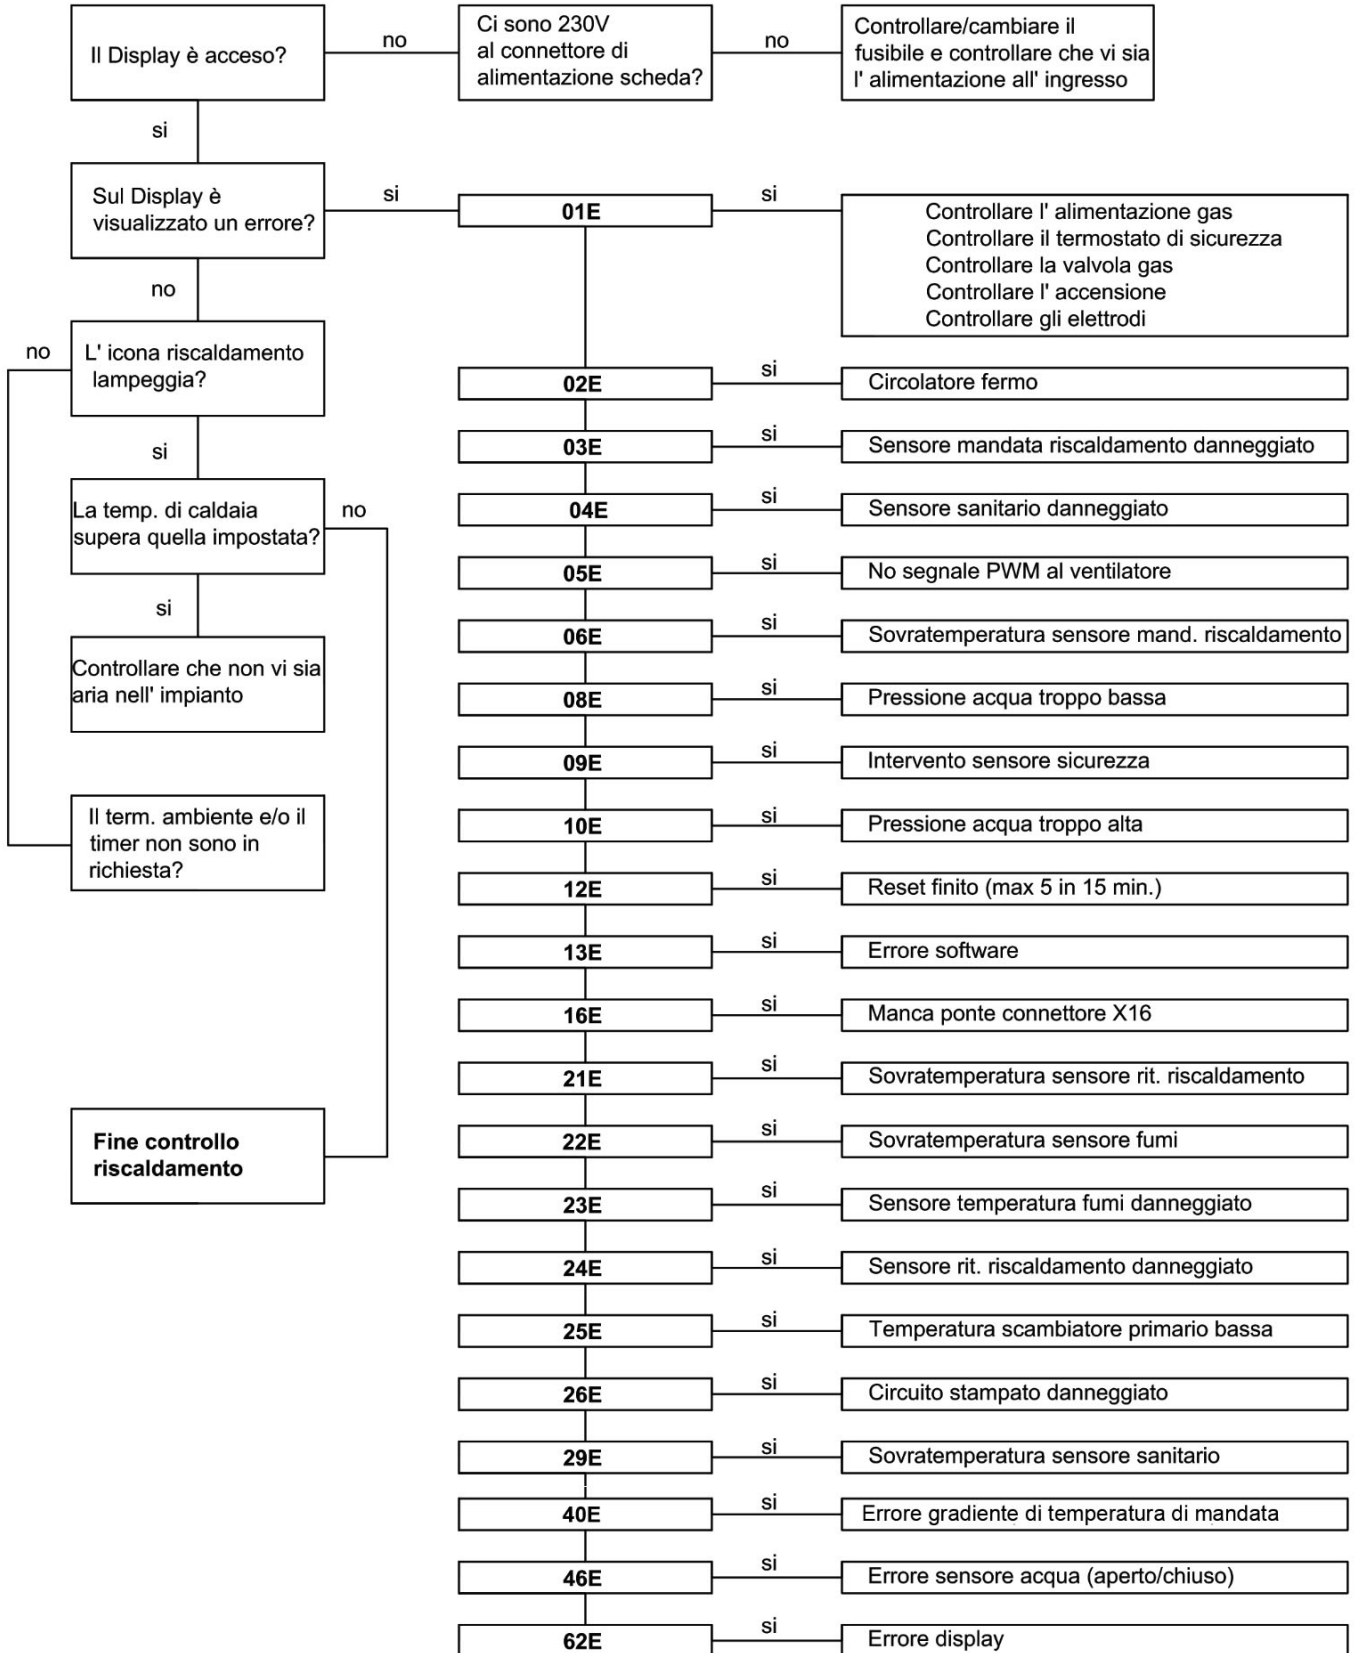 Il Display è acceso?
no
Ci sono 230V
al connettore di
alimentazione scheda?
no
Controllare/cambiare il
fusibile e controllare che vi sia
l' alimentazione all' ingresso
si
Sul Display è
visualizzato un errore?
si
01E
si
Controllare l' alimentazione gas
Controllare il termostato di sicurezza
Controllare la valvola gas
Controllare l' accensione
Controllare gli elettrodi
no
L' icona riscaldamento
lampeggia?
no
si
La temp. di caldaia
supera quella impostata?
no
si
Controllare che non vi sia
aria nell' impianto
Il term. ambiente e/o il
timer non sono in
richiesta?
Fine controllo
riscaldamento
02E
si
Circolatore fermo
03E
si
Sensore mandata riscaldamento danneggiato
04E
si
Sensore sanitario danneggiato
05E
si
No segnale PWM al ventilatore
06E
si
Sovratemperatura sensore mand. riscaldamento
08E
si
Pressione acqua troppo bassa
09E
si
Intervento sensore sicurezza
10E
si
Pressione acqua troppo alta
12E
si
Reset finito (max 5 in 15 min.)
13E
si
Errore software
16E
si
Manca ponte connettore X16
21E
si
Sovratemperatura sensore rit. riscaldamento
22E
si
Sovratemperatura sensore fumi
23E
si
Sensore temperatura fumi danneggiato
24E
si
Sensore rit. riscaldamento danneggiato
25E
si
Temperatura scambiatore primario bassa
26E
si
Circuito stampato danneggiato
29E
si
Sovratemperatura sensore sanitario
40E
si
Errore gradiente di temperatura di mandata
46E
si
Errore sensore acqua (aperto/chiuso)
62E
si
Errore display